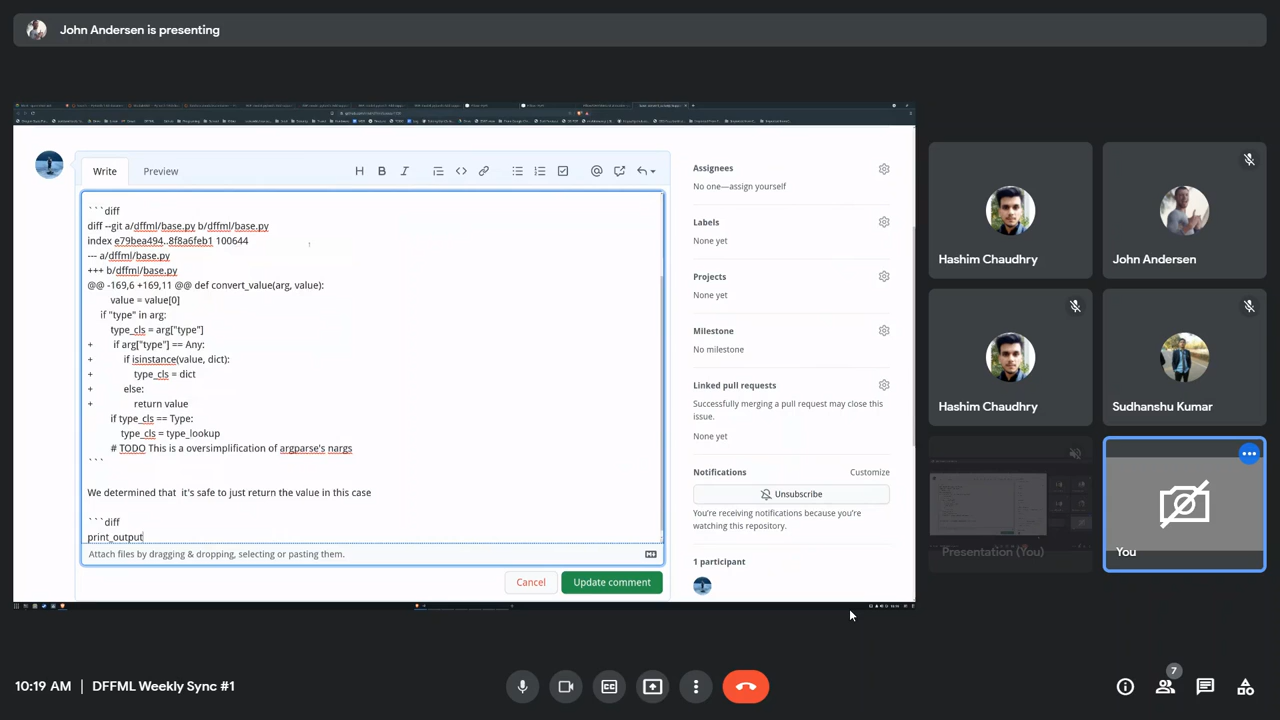 John Andersen is presenting
Write
Preview
```diff
diff --git a/dffml/base.py b/dffml/base.py
index e79bea494..8f8a6feb1 100644
--- a/dffml/base.py
+++ b/dffml/base.py
@@ -169,6 +169,11 @@ def convert_value(arg, value):
value = value[0]
if "type" in arg:
type_cls = arg["type"]
+ if arg["type"] == Any:
+ if isinstance(value, dict):
+ type_cls = dict
+ else:
+ return value
if type_cls == Type:
type_cls = type_lookup
# TODO This is a oversimplification of argparse's nargs
```
We determined that  it's safe to just return the value in this case
```diff
print_output
Attach files by dragging & dropping, selecting or pasting them.
Cancel
Update comment
Assignees
No one—assign yourself
Labels
None yet
Projects
None yet
Milestone
No milestone
Linked pull requests
Successfully merging a pull request may close this
issue.
None yet
Notifications
Customize
Unsubscribe
You're receiving notifications because you're
watching this repository.
1 participant
Hashim Chaudhry
John Andersen
Hashim Chaudhry
Sudhanshu Kumar
Presentation (You)
You
10:19 AM | DFFML Weekly Sync #1
7